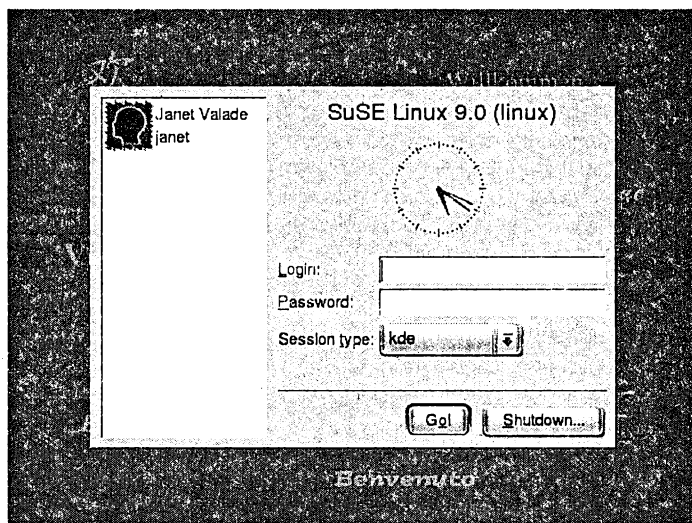 Willkommen
Janet Valade
janet
SuSE Linux 9.0 (linux)
Login:
Password:
Session type: kde
Go! Shutdown...
Benvenuto